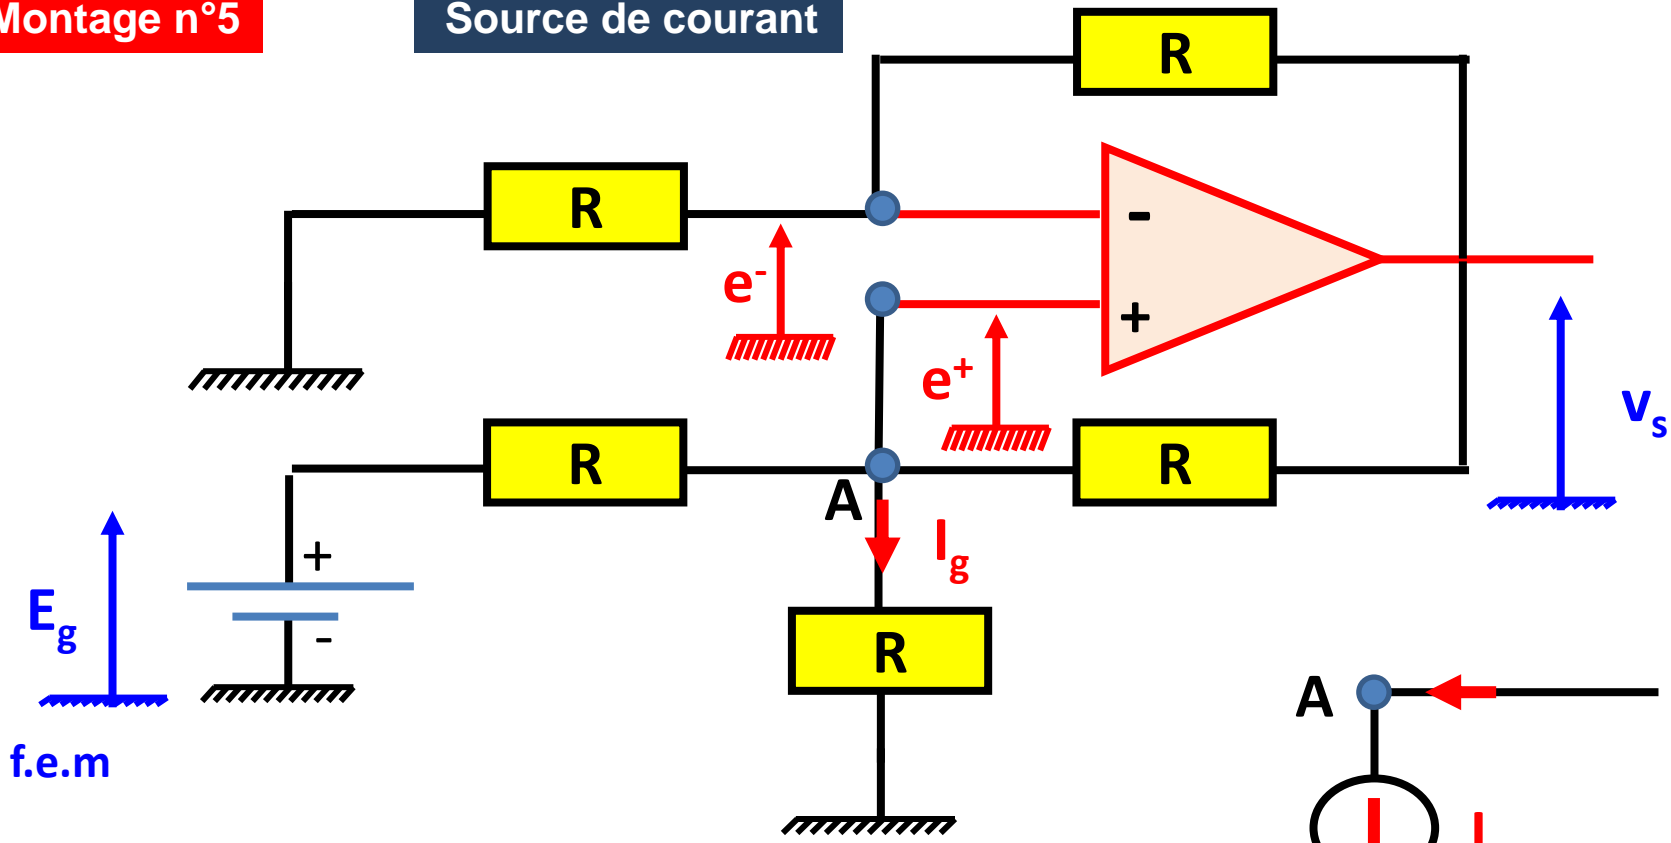 Montage n°5
Source de courant
R
R
-
e-
+
e+
vs
R
R
A
Ig
+
-
Eg
R
A
f.e.m
I